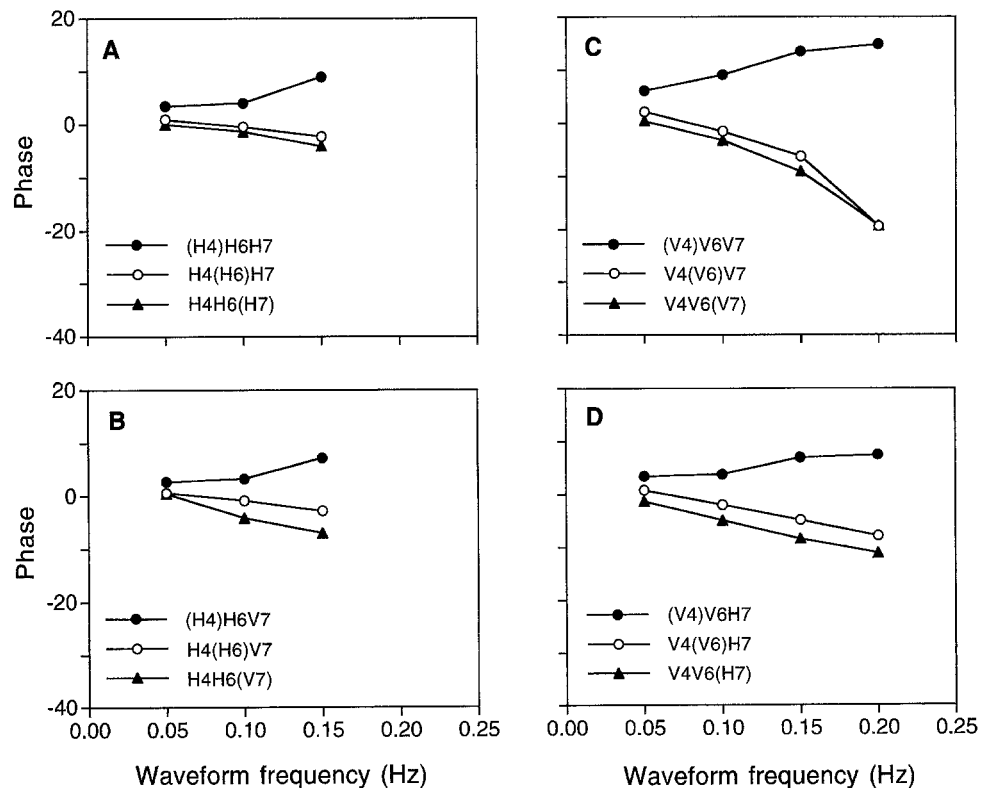 A
20
0
-20
-40
Phase
(H4)H6H7
H4(H6)H7
H4H6(H7)
C
(V4)V6V7
V4(V6)V7
V4V6(V7)
B
20
0
-20
-40
Phase
(H4)H6V7
H4(H6)V7
H4H6(V7)
0.00 0.05 0.10 0.15 0.20 0.25
Waveform frequency (Hz)
D
(V4)V6H7
V4(V6)H7
V4V6(H7)
0.00 0.05 0.10 0.15 0.20 0.25
Waveform frequency (Hz)